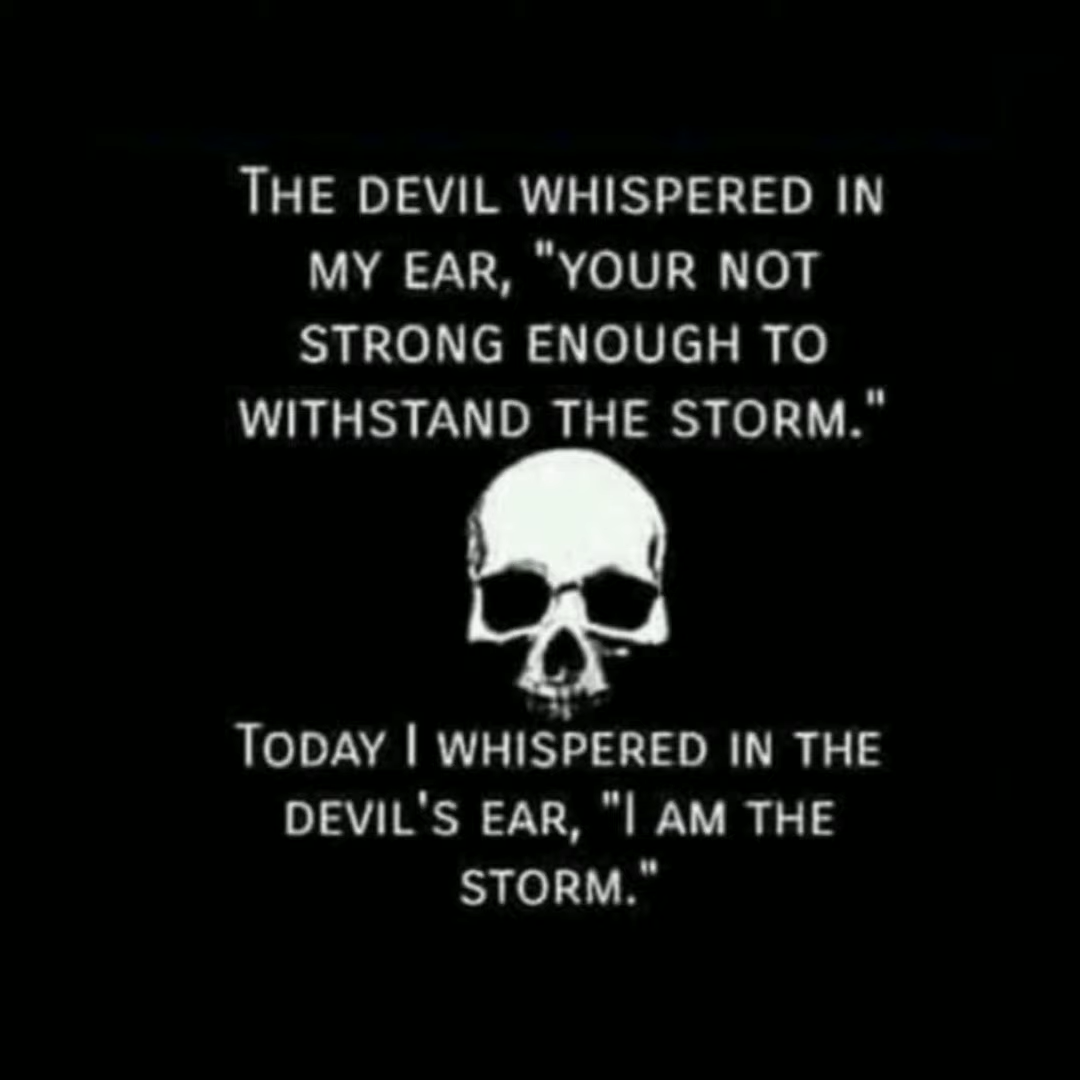 The devil whispered in
my ear, "your not
strong enough to
withstand the storm."
Today I whispered in the
devil's ear, "I am the
storm."